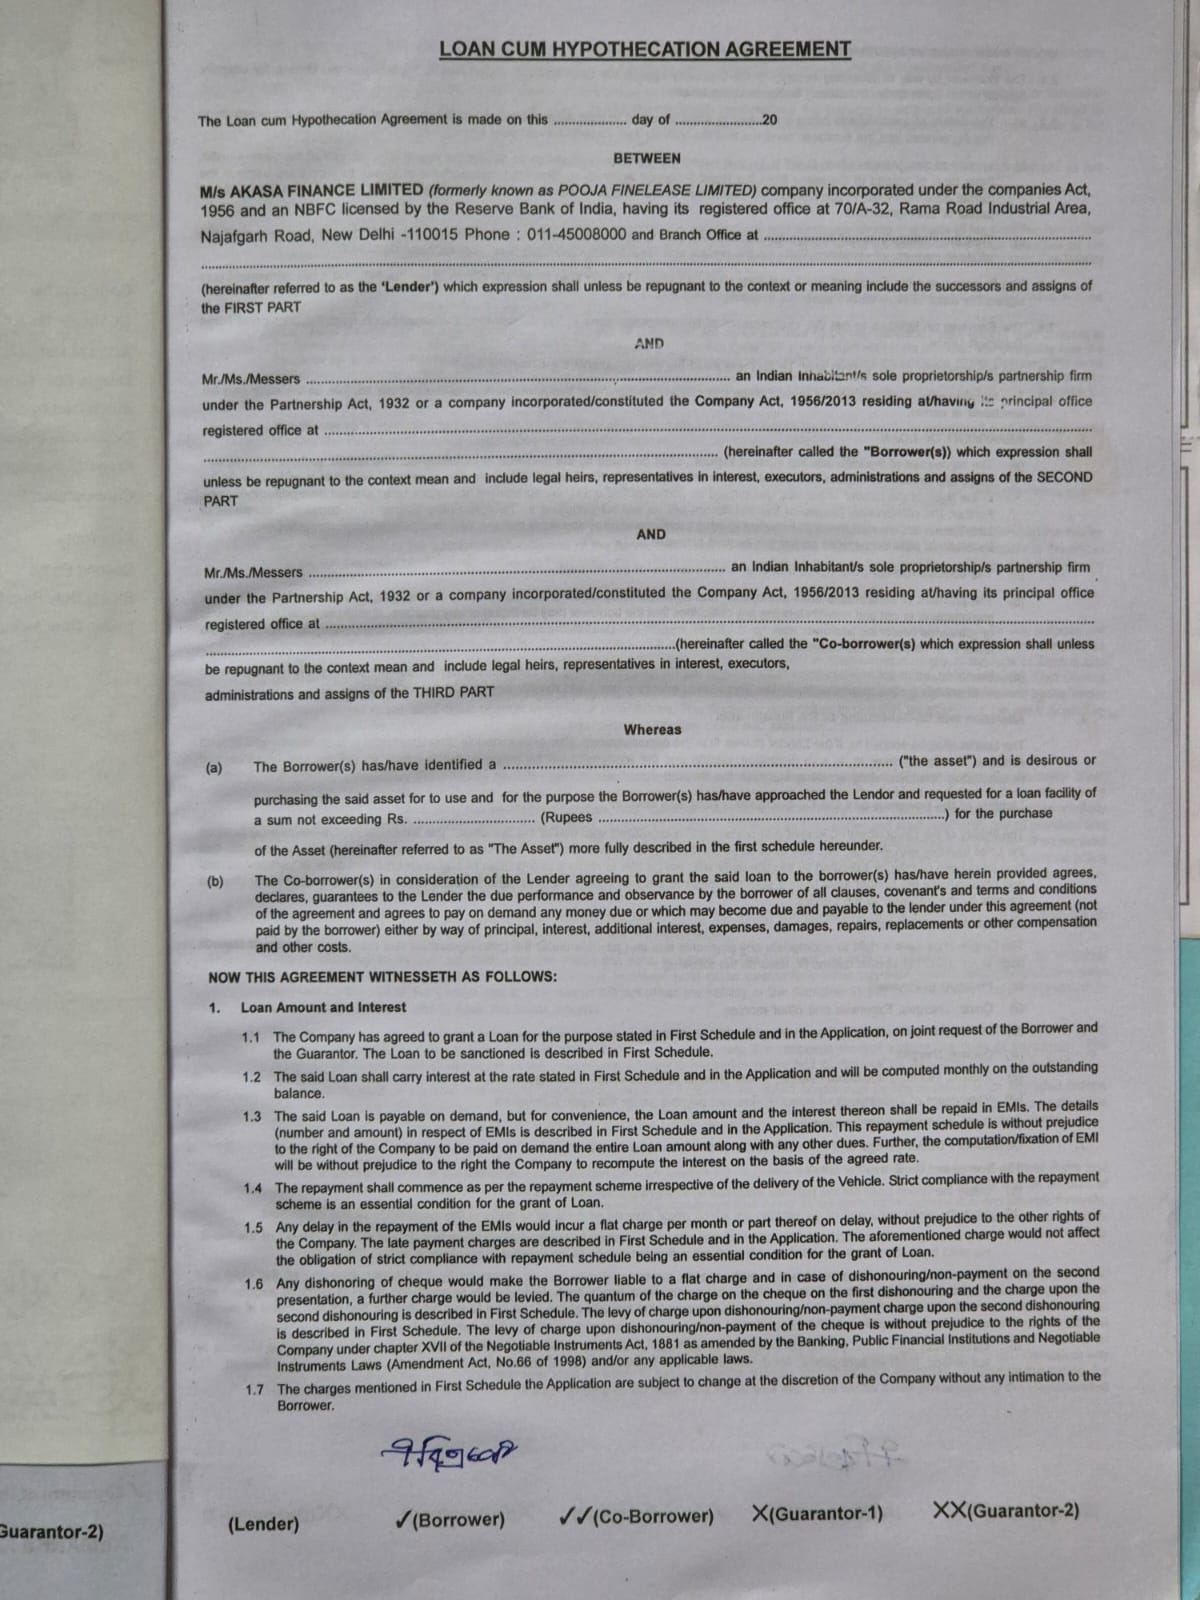 LOAN CUM HYPOTHECATION AGREEMENT
The Loan cum Hypothecation Agreement is made on this .................... day of ........................20
BETWEEN
M/s AKASA FINANCE LIMITED (formerly known as POOJA FINELEASE LIMITED) company incorporated under the companies Act,
1956 and an NBFC licensed by the Reserve Bank of India, having its registered office at 70/A-32, Rama Road Industrial Area,
Najafgarh Road, New Delhi -110015 Phone : 011-45008000 and Branch Office at ........................................
(hereinafter referred to as the 'Lender') which expression shall unless be repugnant to the context or meaning include the successors and assigns of
the FIRST PART
AND
Mr./Ms./Messers ........................................ an Indian Inhabitant/s sole proprietorship/s partnership firm
under the Partnership Act, 1932 or a company incorporated/constituted the Company Act, 1956/2013 residing at/having its principal office
registered office at ........................................
........................................ (hereinafter called the "Borrower(s)) which expression shall
unless be repugnant to the context mean and include legal heirs, representatives in interest, executors, administrations and assigns of the SECOND
PART
AND
Mr./Ms./Messers ........................................ an Indian Inhabitant/s sole proprietorship/s partnership firm
under the Partnership Act, 1932 or a company incorporated/constituted the Company Act, 1956/2013 residing at/having its principal office
registered office at ........................................
........................................(hereinafter called the "Co-borrower(s) which expression shall unless
be repugnant to the context mean and include legal heirs, representatives in interest, executors,
administrations and assigns of the THIRD PART
Whereas
(a) The Borrower(s) has/have identified a ........................................ ("the asset") and is desirous or
purchasing the said asset for to use and for the purpose the Borrower(s) has/have approached the Lendor and requested for a loan facility of
a sum not exceeding Rs. .............................. (Rupees ........................................) for the purchase
of the Asset (hereinafter referred to as "The Asset") more fully described in the first schedule hereunder.
(b) The Co-borrower(s) in consideration of the Lender agreeing to grant the said loan to the borrower(s) has/have herein provided agrees,
declares, guarantees to the Lender the due performance and observance by the borrower of all clauses, covenant's and terms and conditions
of the agreement and agrees to pay on demand any money due or which may become due and payable to the lender under this agreement (not
paid by the borrower) either by way of principal, interest, additional interest, expenses, damages, repairs, replacements or other compensation
and other costs.
NOW THIS AGREEMENT WITNESSETH AS FOLLOWS:
1. Loan Amount and Interest
1.1 The Company has agreed to grant a Loan for the purpose stated in First Schedule and in the Application, on joint request of the Borrower and
the Guarantor. The Loan to be sanctioned is described in First Schedule.
1.2 The said Loan shall carry interest at the rate stated in First Schedule and in the Application and will be computed monthly on the outstanding
balance.
1.3 The said Loan is payable on demand, but for convenience, the Loan amount and the interest thereon shall be repaid in EMIs. The details
(number and amount) in respect of EMIs is described in First Schedule and in the Application. This repayment schedule is without prejudice
to the right of the Company to be paid on demand the entire Loan amount along with any other dues. Further, the computation/fixation of EMI
will be without prejudice to the right the Company to recompute the interest on the basis of the agreed rate.
1.4 The repayment shall commence as per the repayment scheme irrespective of the delivery of the Vehicle. Strict compliance with the repayment
scheme is an essential condition for the grant of Loan.
1.5 Any delay in the repayment of the EMIs would incur a flat charge per month or part thereof on delay, without prejudice to the other rights of
the Company. The late payment charges are described in First Schedule and in the Application. The aforementioned charge would not affect
the obligation of strict compliance with repayment schedule being an essential condition for the grant of Loan.
1.6 Any dishonoring of cheque would make the Borrower liable to a flat charge and in case of dishonouring/non-payment on the second
presentation, a further charge would be levied. The quantum of the charge on the cheque on the first dishonouring and the charge upon the
second dishonouring is described in First Schedule. The levy of charge upon dishonouring/non-payment charge upon the second dishonouring
is described in First Schedule. The levy of charge upon dishonouring/non-payment of the cheque is without prejudice to the rights of the
Company under chapter XVII of the Negotiable Instruments Act, 1881 as amended by the Banking, Public Financial Institutions and Negotiable
Instruments Laws (Amendment Act, No.66 of 1998) and/or any applicable laws.
1.7 The charges mentioned in First Schedule the Application are subject to change at the discretion of the Company without any intimation to the
Borrower.
(Lender) ✓(Borrower) ✓✓(Co-Borrower) X(Guarantor-1) XX(Guarantor-2)
Guarantor-2)